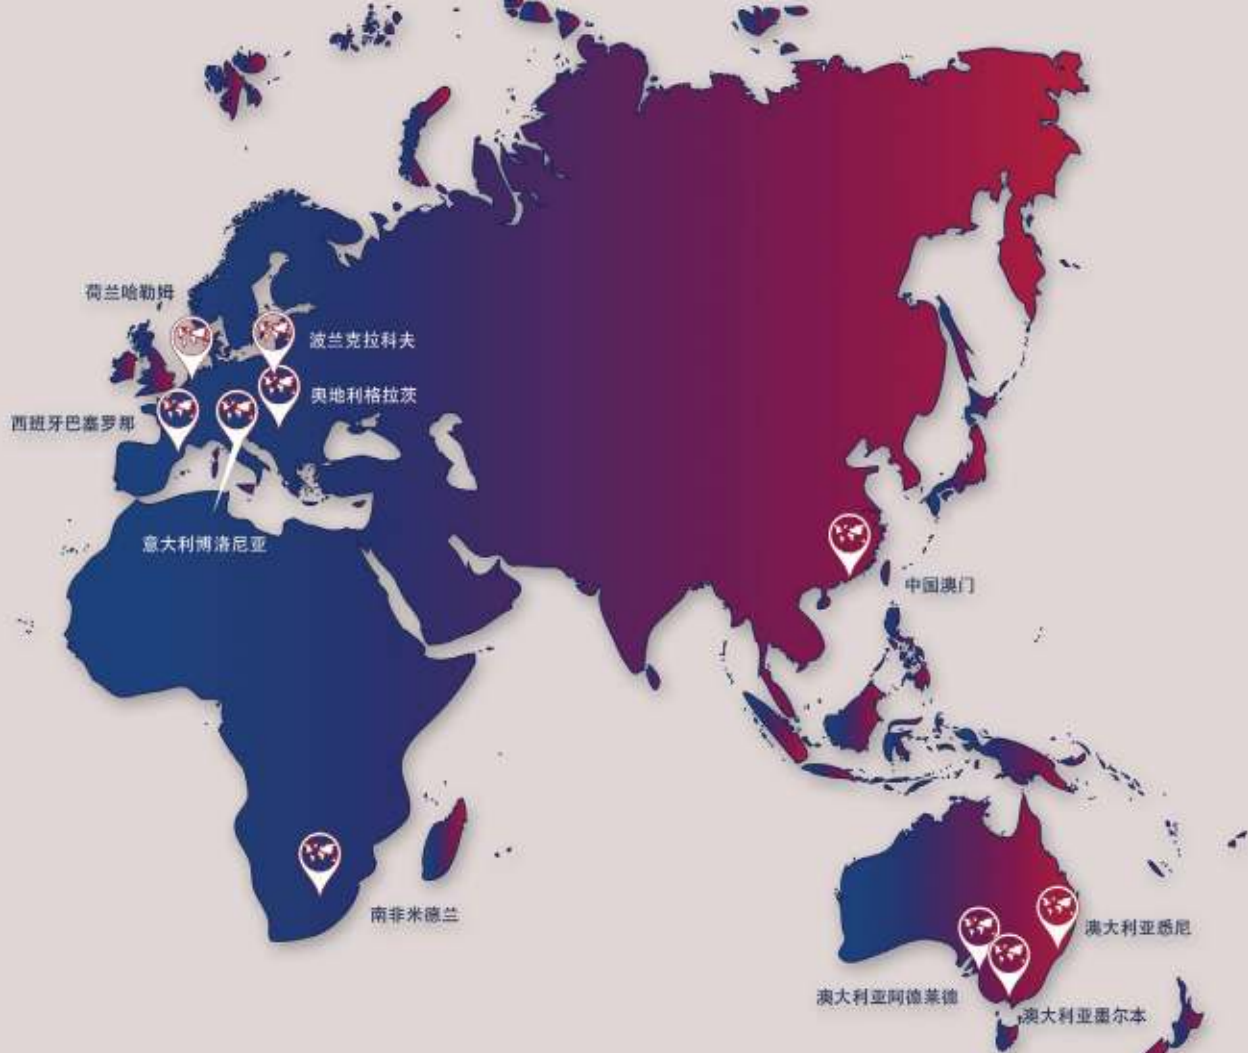 荷兰哈勒姆
波兰克拉科夫
奥地利格拉茨
西班牙巴塞罗那
意大利博洛尼亚
中国澳门
南非米德兰
澳大利亚悉尼
澳大利亚阿德莱德
澳大利亚墨尔本